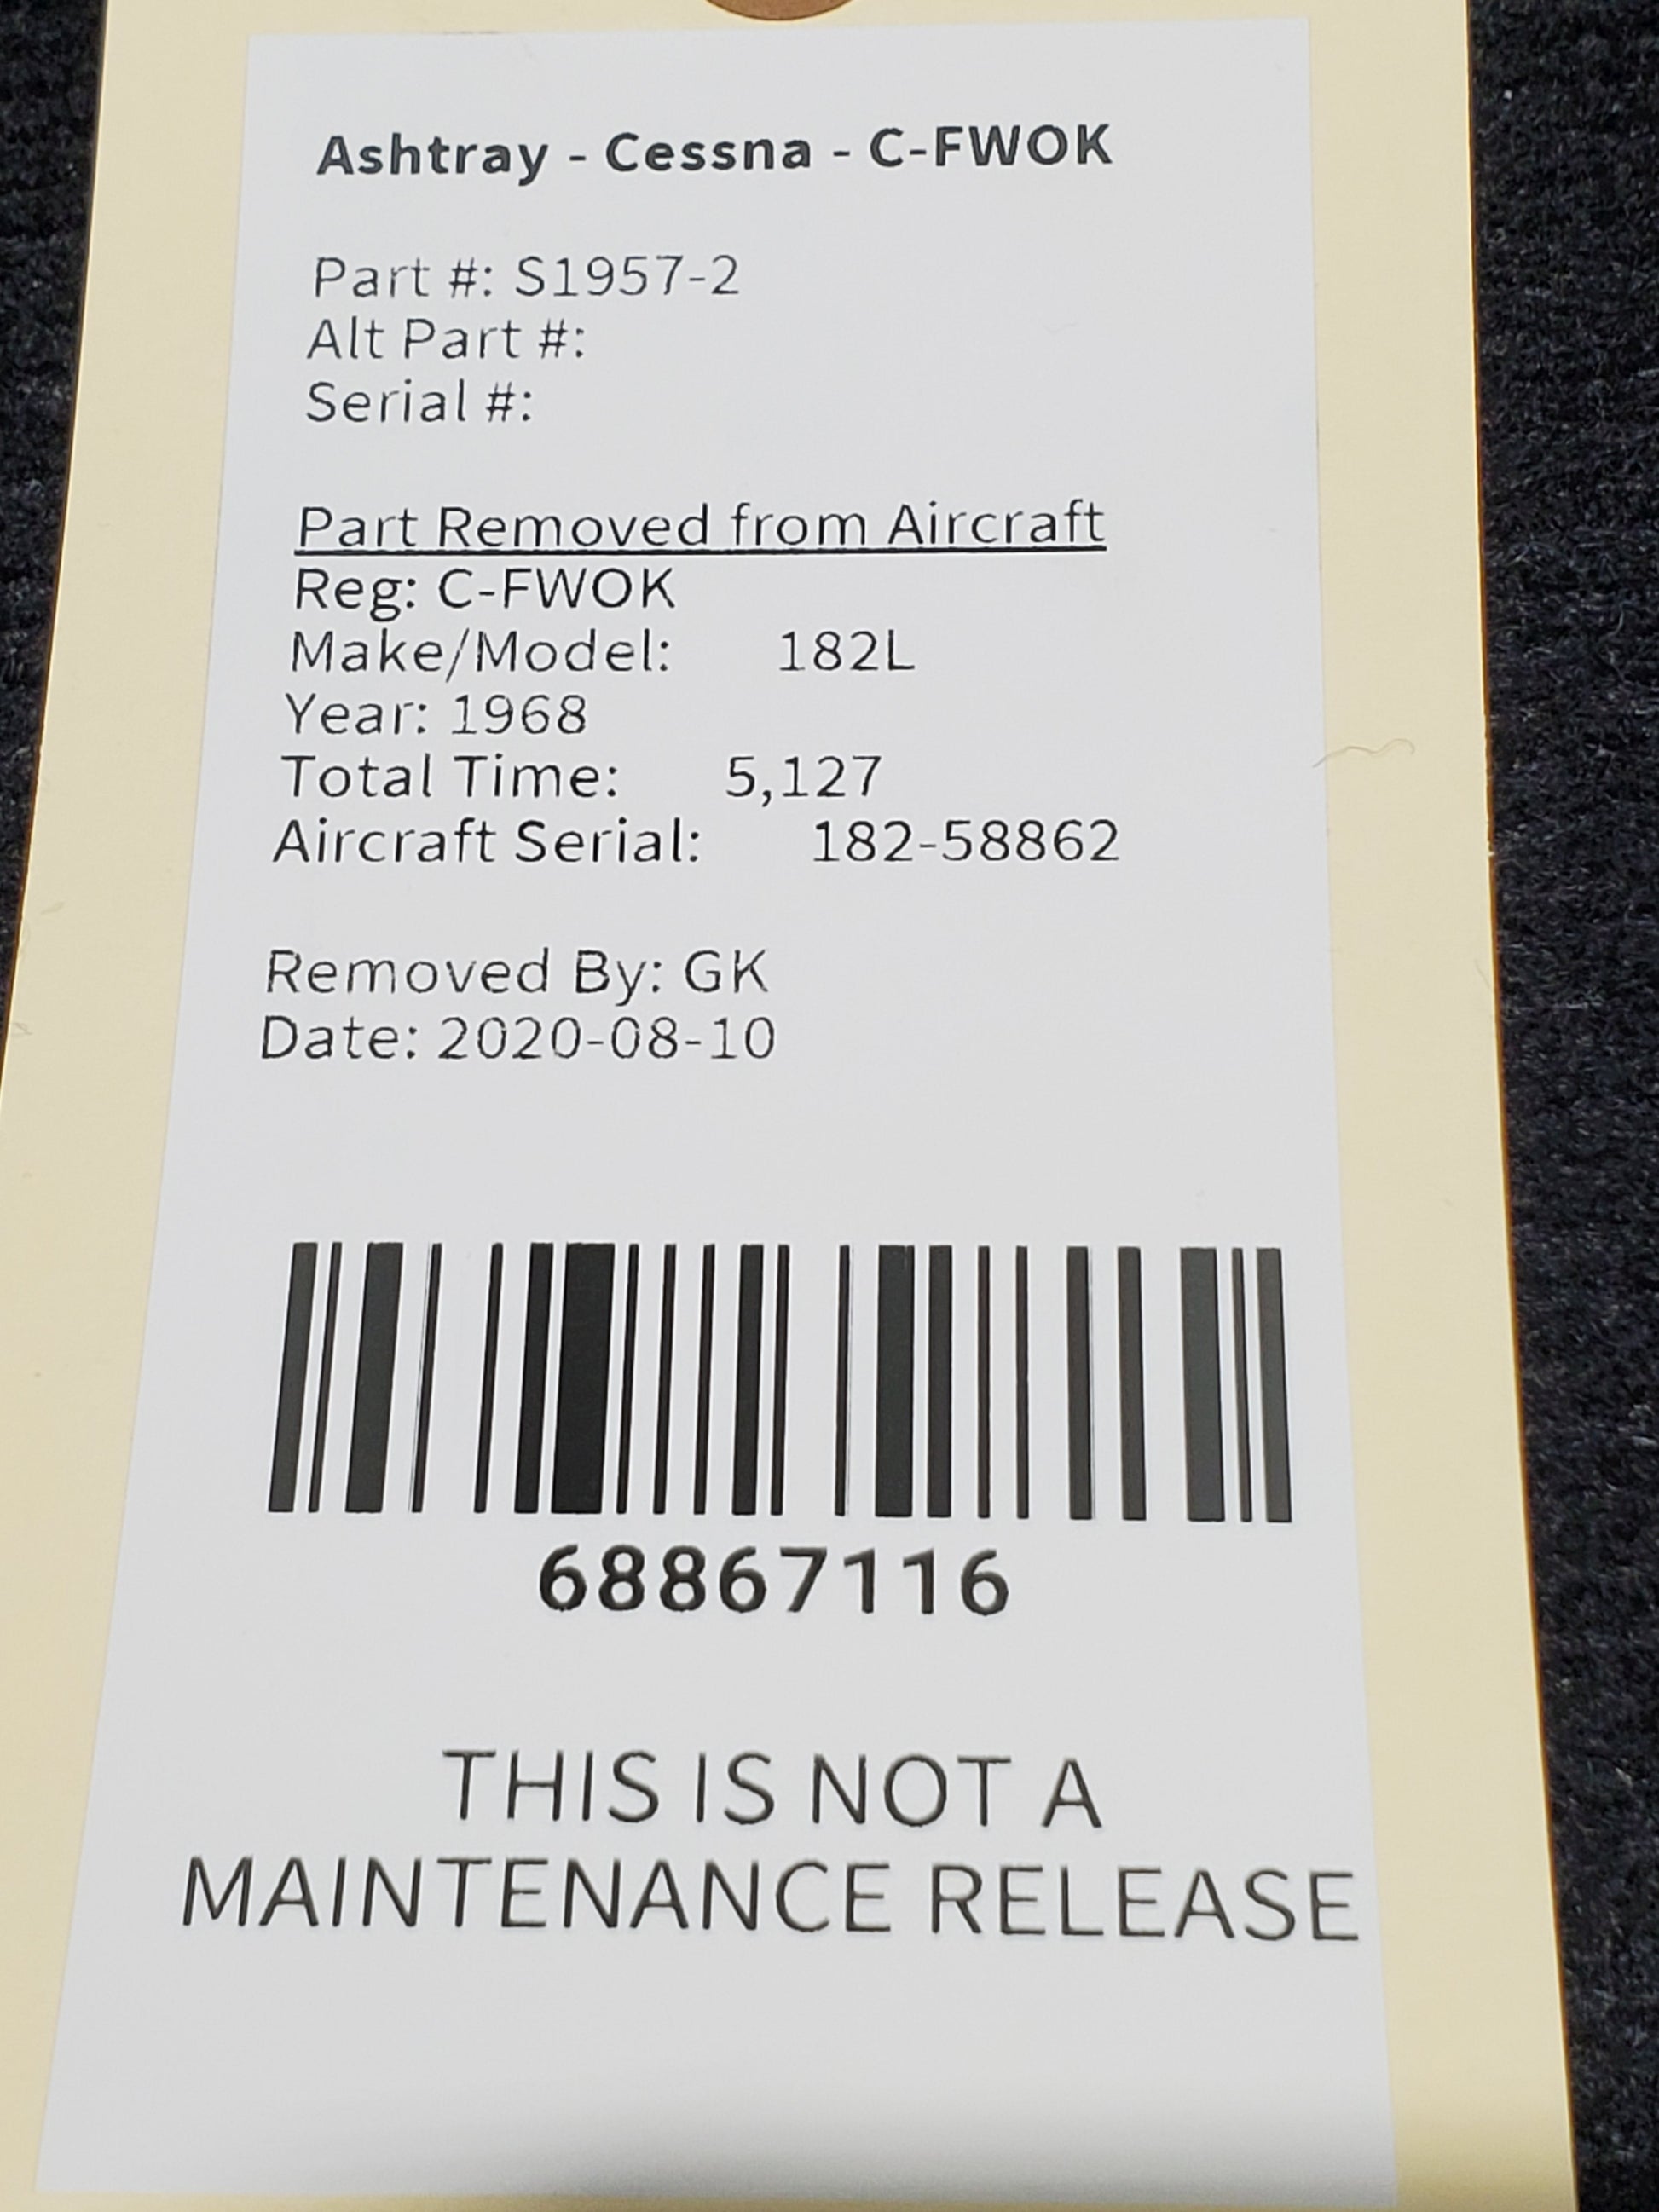 Ashtray - Cessna - C-FWOK
Part #: S1957-2
Alt Part #:
Serial #:
Part Removed from Aircraft
Reg: C-FWOK
Make/Model: 182L
Year: 1968
Total Time: 5,127
Aircraft Serial: 182-58862
Removed By: GK
Date: 2020-08-10
68867116
THIS IS NOT A
MAINTENANCE RELEASE